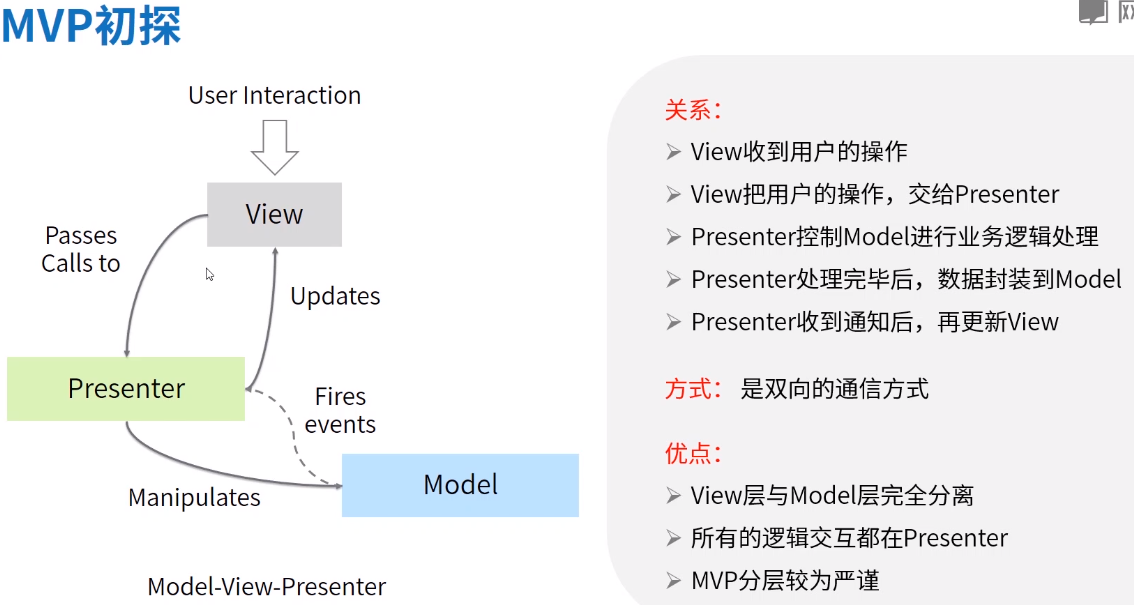 MVP初探
User Interaction
View
Passes
Calls to
Updates
Presenter
Fires
events
Model
Manipulates
Model-View-Presenter
关系：
View收到用户的操作
View把用户的操作，交给Presenter
Presenter控制Model进行业务逻辑处理
Presenter处理完毕后，数据封装到Model
Presenter收到通知后，再更新View
方式： 是双向的通信方式
优点：
View层与Model层完全分离
所有的逻辑交互都在Presenter
MVP分层较为严谨